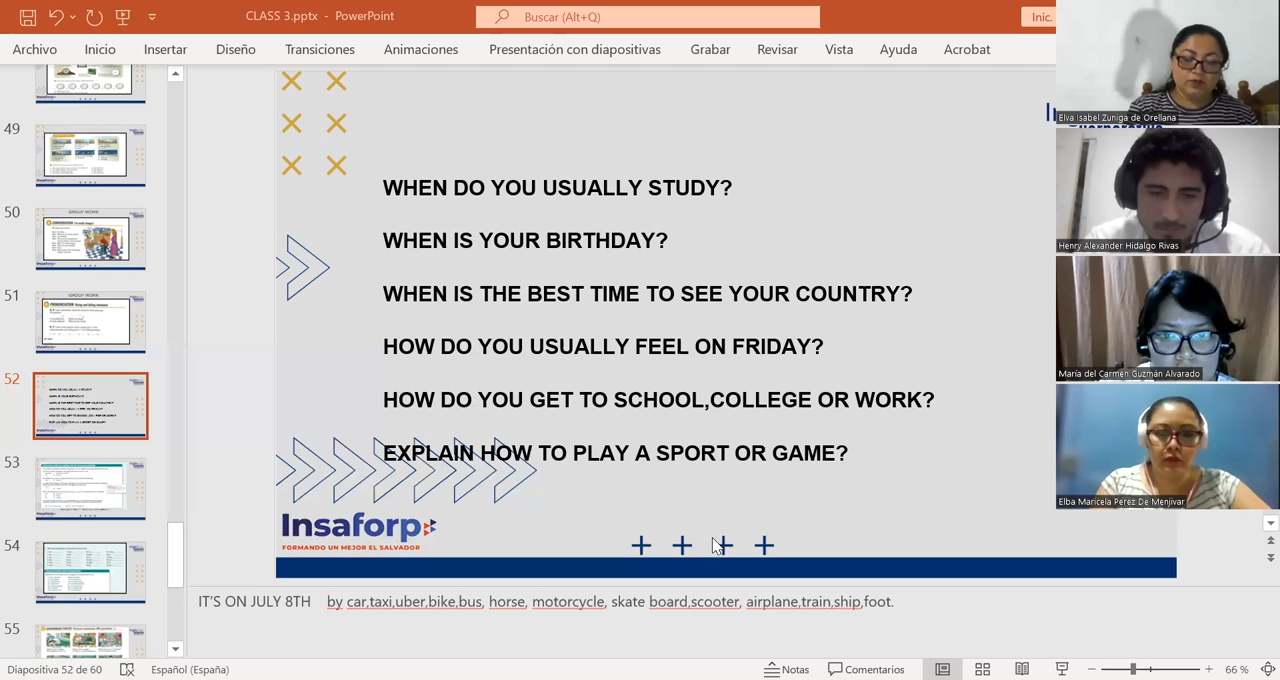 CLASS 3.pptx - PowerPoint
Buscar (Alt+Q)
Inic.
Archivo Inicio Insertar Diseño Transiciones Animaciones Presentación con diapositivas Grabar Revisar Vista Ayuda Acrobat
49
50
GROUP WORK
51
GROUP WORK
52
53
54
55
WHEN DO YOU USUALLY STUDY?
WHEN IS YOUR BIRTHDAY?
WHEN IS THE BEST TIME TO SEE YOUR COUNTRY?
HOW DO YOU USUALLY FEEL ON FRIDAY?
HOW DO YOU GET TO SCHOOL,COLLEGE OR WORK?
EXPLAIN HOW TO PLAY A SPORT OR GAME?
Insaforp
FORMANDO UN MEJOR EL SALVADOR
Elva Isabel Zuniga de Orellana
Henry Alexander Hidalgo Rivas
María del Carmen Guzmán Alvarado
Elba Maricela Perez De Menjivar
IT'S ON JULY 8TH by car,taxi,uber,bike,bus, horse, motorcycle, skate board,scooter, airplane,train,ship,foot.
Diapositiva 52 de 60 Español (España) Notas Comentarios 66 %